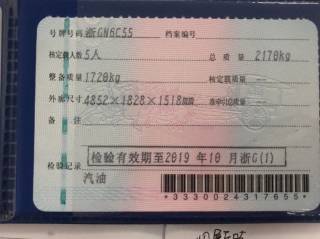 号牌号码 浙GN6C55 档案编号
核定载人数 5人 总质量 2170kg
整备质量 1720kg 核定载质量
外廓尺寸 4852×1828×1518mm 准牵引总质量
备注
检验有效期至2019年10月浙G(1)
检验记录
汽油
*3330024317655*